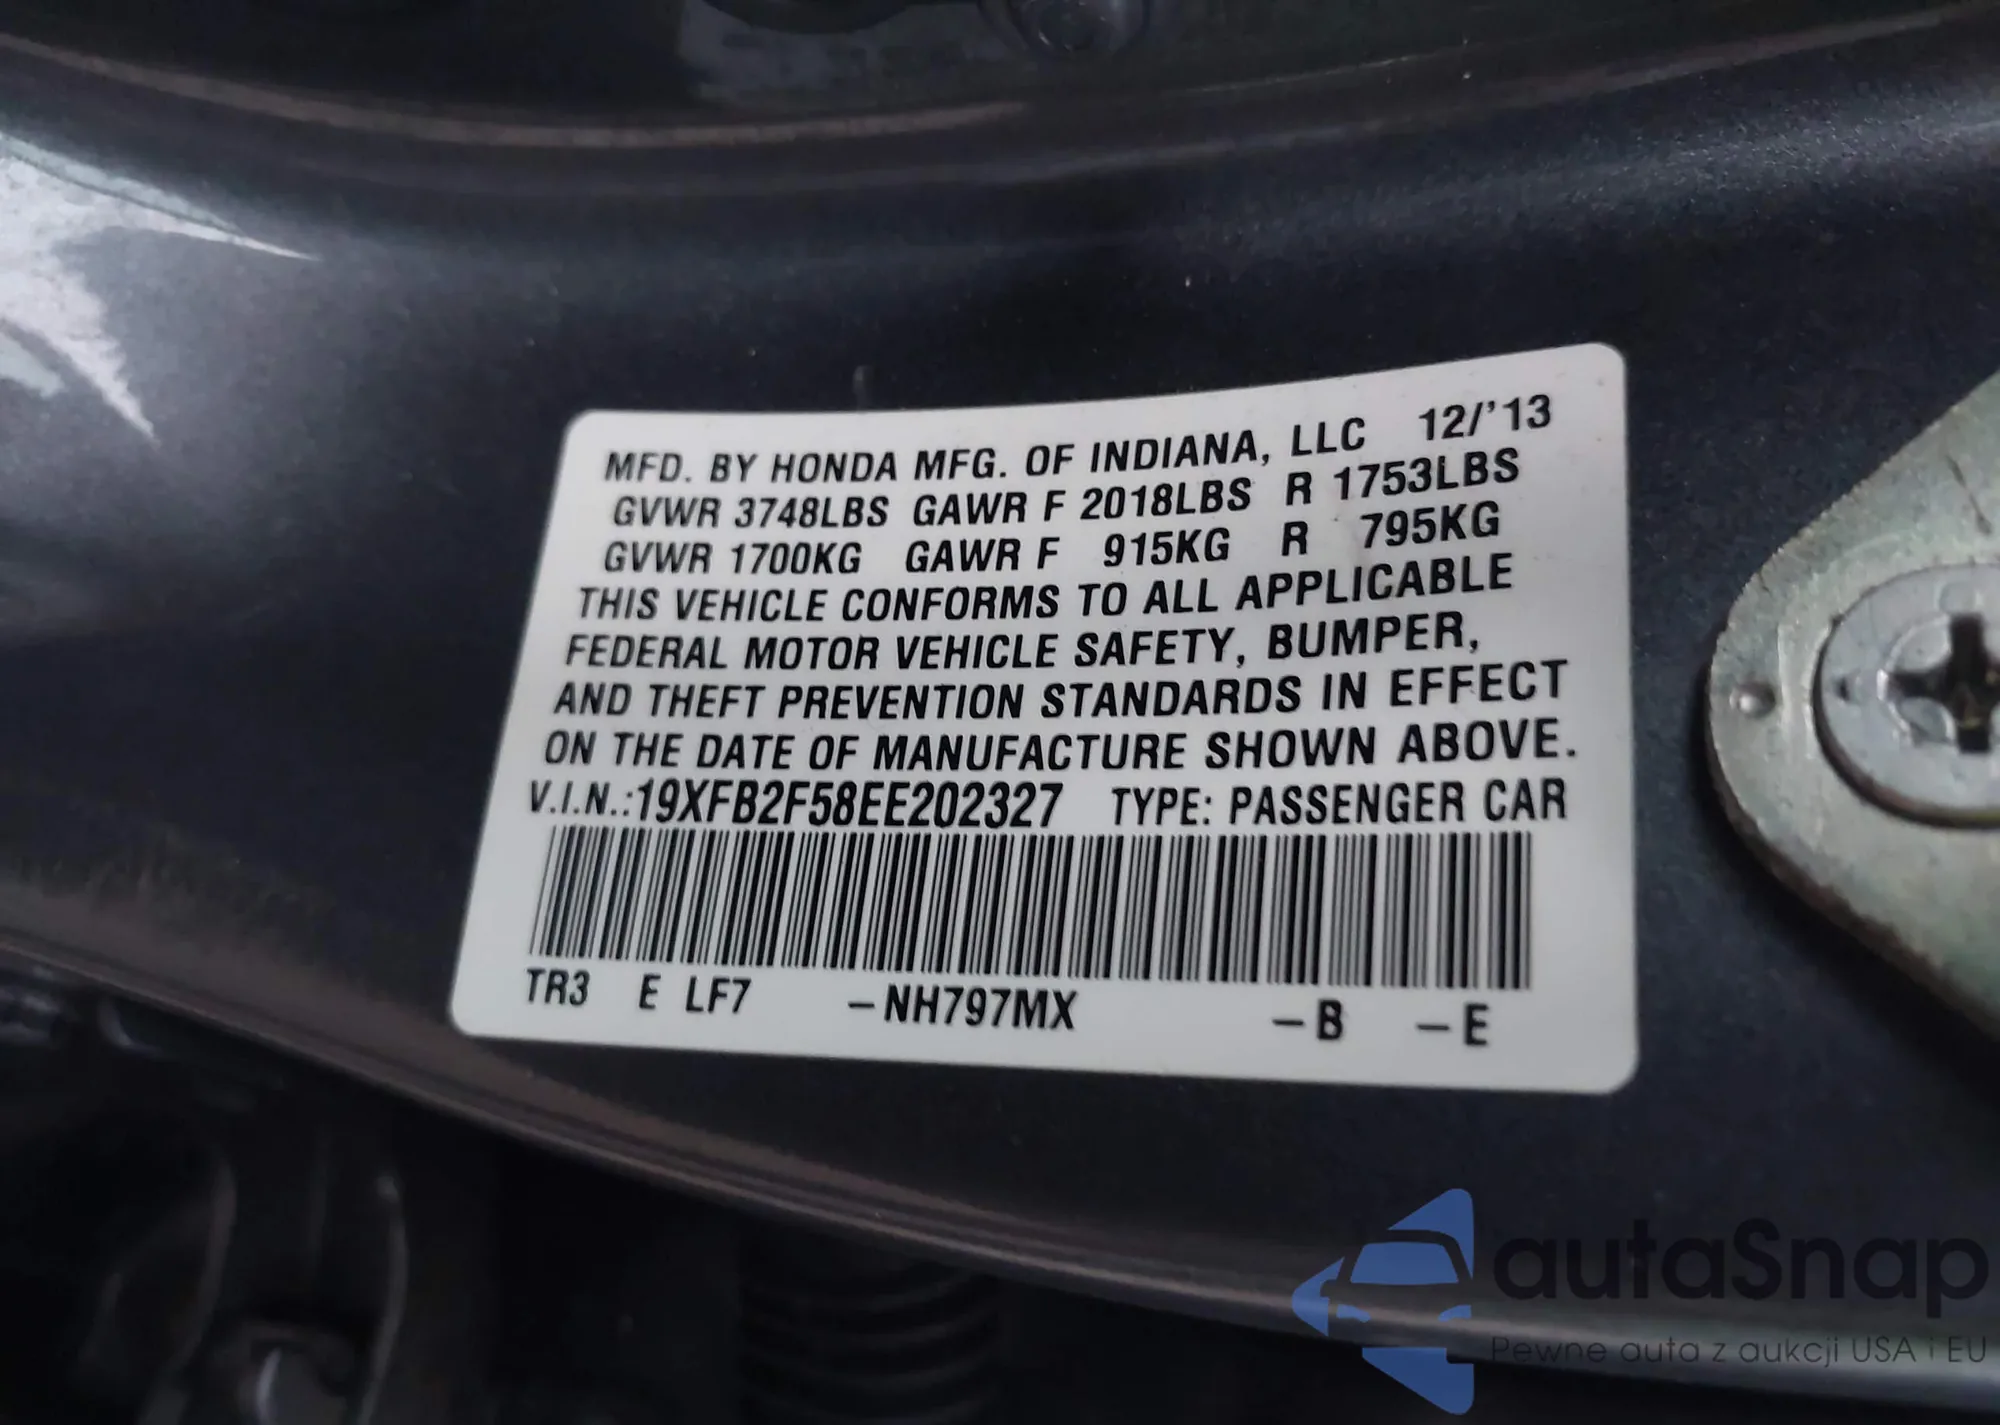 MFD. BY HONDA MFG. OF INDIANA, LLC 12/'13
GVWR 3748LBS GAWR F 2018LBS R 1753LBS
GVWR 1700KG GAWR F 915KG R 795KG
THIS VEHICLE CONFORMS TO ALL APPLICABLE
FEDERAL MOTOR VEHICLE SAFETY, BUMPER,
AND THEFT PREVENTION STANDARDS IN EFFECT
ON THE DATE OF MANUFACTURE SHOWN ABOVE.
V.I.N.:19XFB2F58EE202327 TYPE: PASSENGER CAR
TR3 E LF7 –NH797MX –B –E
autaSnap
Pewne auta z aukcji USA i EU